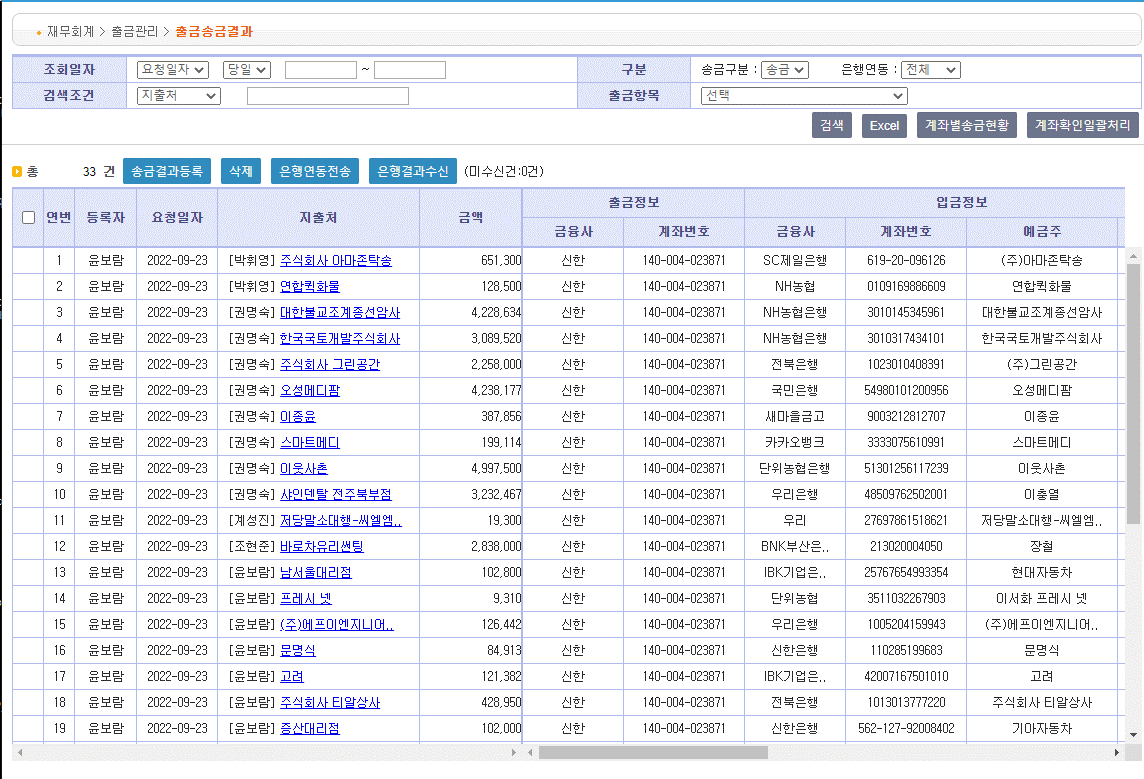 재무회계 > 출금관리 > 출금송금결과
조회일자 요청일자 당일 ~ 구분 송금구분 : 송금 은행연동 : 전체
검색조건 지출처 출금항목 선택
검색 Excel 계좌별송금현황 계좌확인일괄처리
총 33 건 송금결과등록 삭제 은행연동전송 은행결과수신 (미수신건:0건)
연번 등록자 요청일자 지출처 금액 출금정보 입금정보
금융사 계좌번호 금융사 계좌번호 예금주
1 윤보람 2022-09-23 [박휘영] 주식회사 아마존탁송 651,300 신한 140-004-023871 SC제일은행 619-20-096126 (주)아마존탁송
2 윤보람 2022-09-23 [박휘영] 연합퀵화물 128,500 신한 140-004-023871 NH농협 0109169886609 연합퀵화물
3 윤보람 2022-09-23 [권명숙] 대한불교조계종선암사 4,228,634 신한 140-004-023871 NH농협은행 3010145345961 대한불교조계종선암사
4 윤보람 2022-09-23 [권명숙] 한국국토개발주식회사 3,089,520 신한 140-004-023871 NH농협은행 3010317434101 한국국토개발주식회사
5 윤보람 2022-09-23 [권명숙] 주식회사 그린공간 2,258,000 신한 140-004-023871 전북은행 1023010408391 (주)그린공간
6 윤보람 2022-09-23 [권명숙] 오성메디팜 4,238,177 신한 140-004-023871 국민은행 54980101200956 오성메디팜
7 윤보람 2022-09-23 [권명숙] 이종윤 387,856 신한 140-004-023871 새마을금고 9003212812707 이종윤
8 윤보람 2022-09-23 [권명숙] 스마트메디 199,114 신한 140-004-023871 카카오뱅크 3333075610991 스마트메디
9 윤보람 2022-09-23 [권명숙] 이웃사촌 4,997,500 신한 140-004-023871 단위농협은행 51301256117239 이웃사촌
10 윤보람 2022-09-23 [권명숙] 샤인덴탈 전주북부점 3,232,467 신한 140-004-023871 우리은행 48509762502001 이홍열
11 윤보람 2022-09-23 [계성진] 저당말소대행-씨엘엠.. 19,300 신한 140-004-023871 우리 27697861518621 저당말소대행-씨엘엠..
12 윤보람 2022-09-23 [조현준] 바로차유리썬팅 2,838,000 신한 140-004-023871 BNK부산은.. 213020004050 장철
13 윤보람 2022-09-23 [윤보람] 남서울대리점 102,800 신한 140-004-023871 IBK기업은.. 25767654993354 현대자동차
14 윤보람 2022-09-23 [윤보람] 프레시 넷 9,310 신한 140-004-023871 단위농협 3511032267903 이서화 프레시 넷
15 윤보람 2022-09-23 [윤보람] (주)에프이엔지니어.. 126,442 신한 140-004-023871 우리은행 1005204159943 (주)에프이엔지니어..
16 윤보람 2022-09-23 [윤보람] 문명식 84,913 신한 140-004-023871 신한은행 110285199683 문명식
17 윤보람 2022-09-23 [윤보람] 고려 121,382 신한 140-004-023871 IBK기업은.. 42007167501010 고려
18 윤보람 2022-09-23 [윤보람] 주식회사 티알상사 428,950 신한 140-004-023871 전북은행 1013013777220 주식회사 티알상사
19 윤보람 2022-09-23 [윤보람] 증산대리점 102,000 신한 140-004-023871 신한은행 562-127-92008402 기아자동차